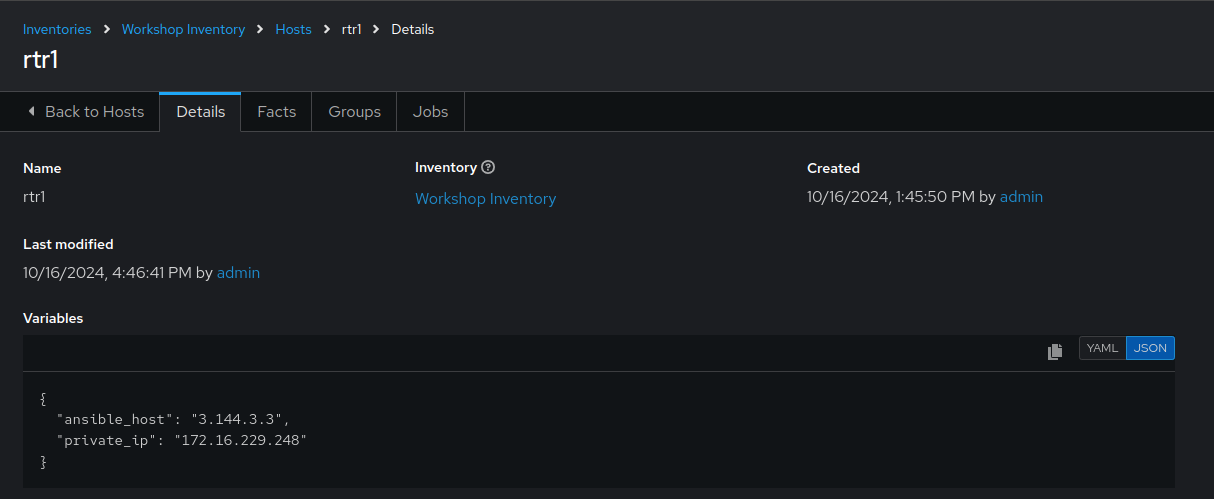 Inventories > Workshop Inventory > Hosts > rtr1 > Details
rtr1
Back to Hosts Details Facts Groups Jobs
Name Inventory Created
rtr1 Workshop Inventory 10/16/2024, 1:45:50 PM by admin
Last modified
10/16/2024, 4:46:41 PM by admin
Variables
YAML JSON
{
  "ansible_host": "3.144.3.3",
  "private_ip": "172.16.229.248"
}